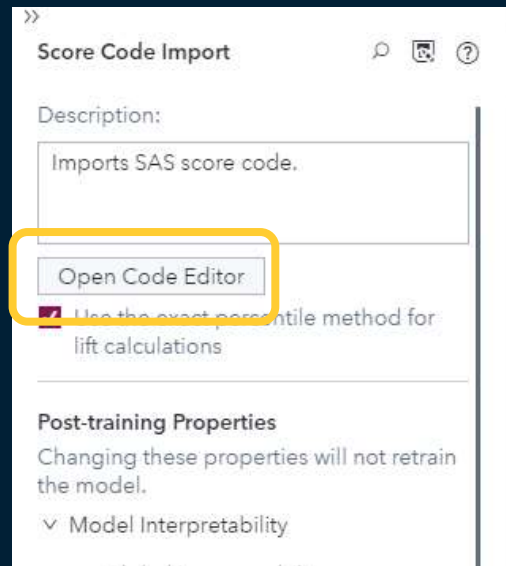 Score Code Import
Description:
Imports SAS score code.
Open Code Editor
Use the exact percentile method for
lift calculations
Post-training Properties
Changing these properties will not retrain
the model.
Model Interpretability